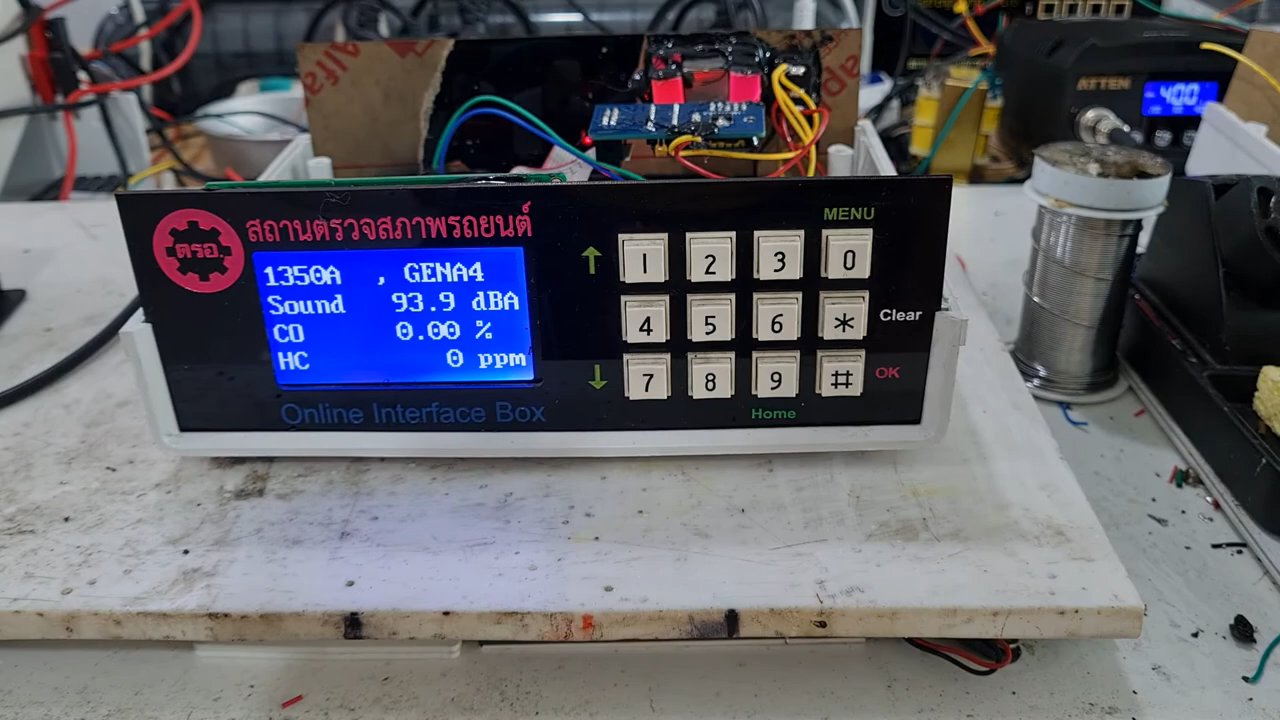 alfa
ATTEN
400
ตรอ.
สถานตรวจสภาพรถยนต์
MENU
1350A , GENA4
Sound 93.9 dBA
CO 0.00 %
HC 0 ppm
↑ 1 2 3 0
4 5 6 * Clear
↓ 7 8 9 # OK
Home
Online Interface Box